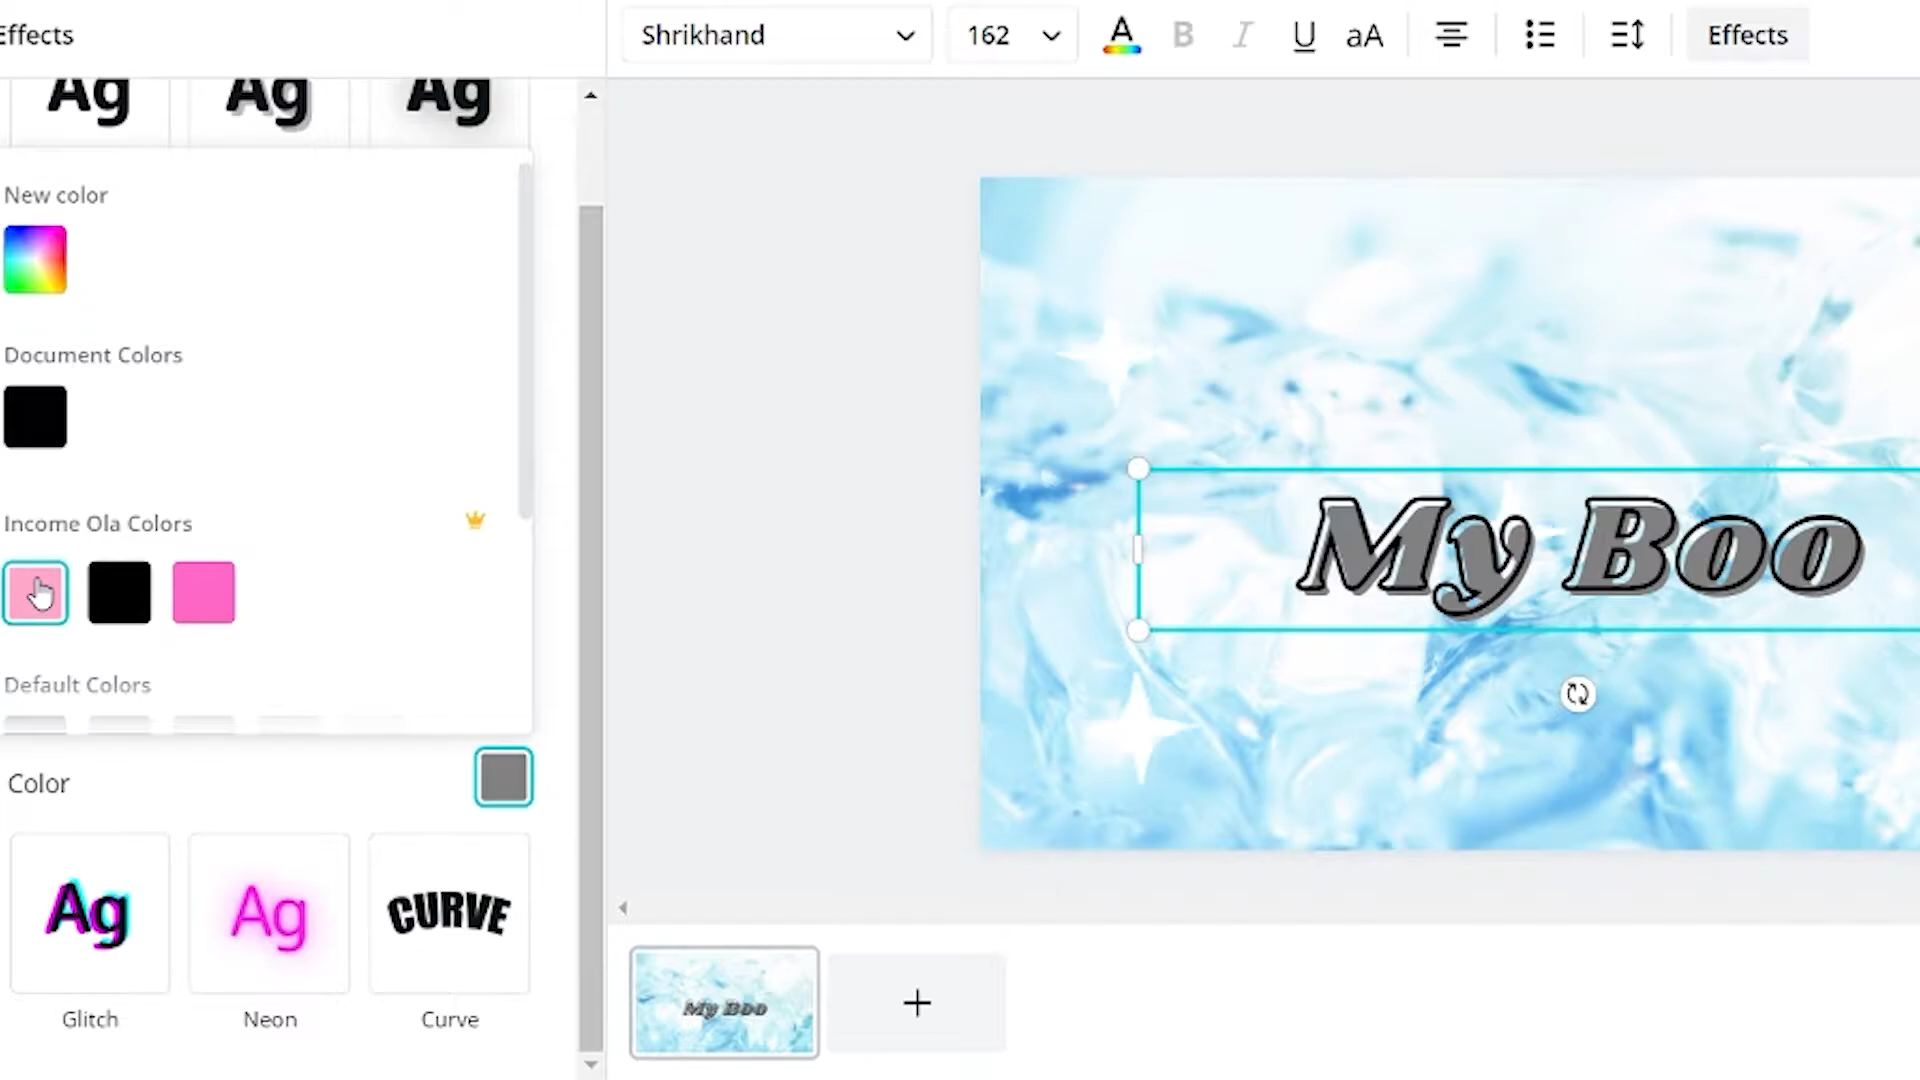 Effects
Shrikhand
162
A
B
I
U
aA
Effects
Ag
Ag
Ag
New color
Document Colors
Income Ola Colors
Default Colors
Color
Ag
Ag
CURVE
Glitch
Neon
Curve
My Boo
My Boo